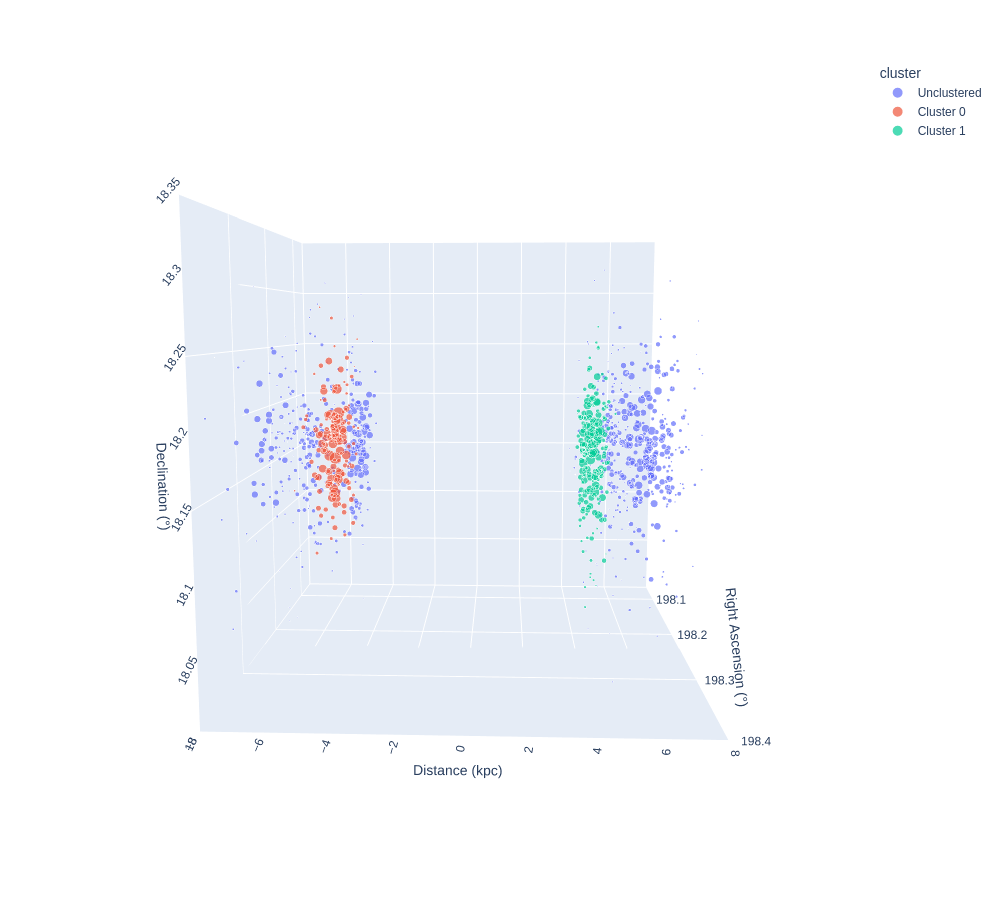 cluster
Unclustered
Cluster 0
Cluster 1
18.35
18.3
18.25
18.2
18.15
18.1
18.05
18
Declination (°)
−6
−4
−2
0
2
4
6
8
Distance (kpc)
198.1
198.2
198.3
198.4
Right Ascension (°)